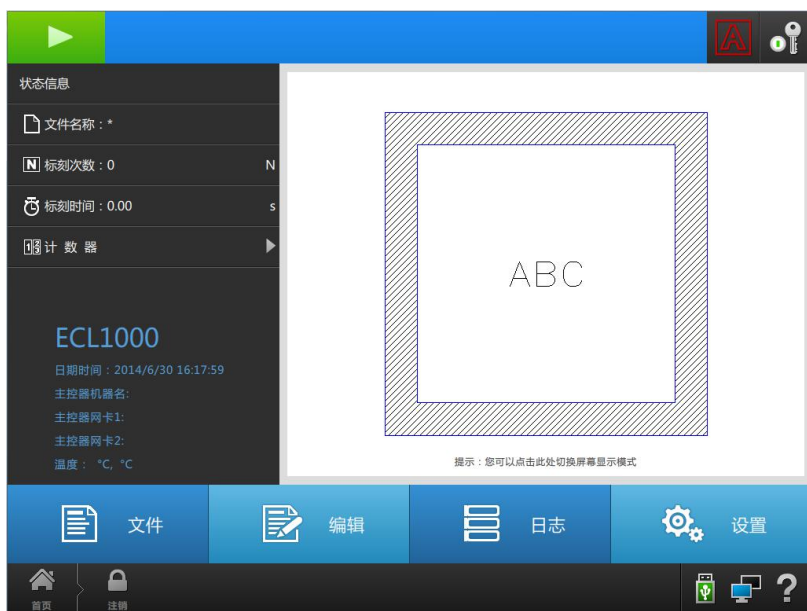 状态信息
文件名称：*
N 标刻次数：0 N
标刻时间：0.00 s
计 数 器
ABC
ECL1000
日期时间：2014/6/30 16:17:59
主控器机器名:
主控器网卡1:
主控器网卡2:
温度： °C, °C
提示：您可以点击此处切换屏幕显示模式
文件
编辑
日志
设置
首页
注销
?